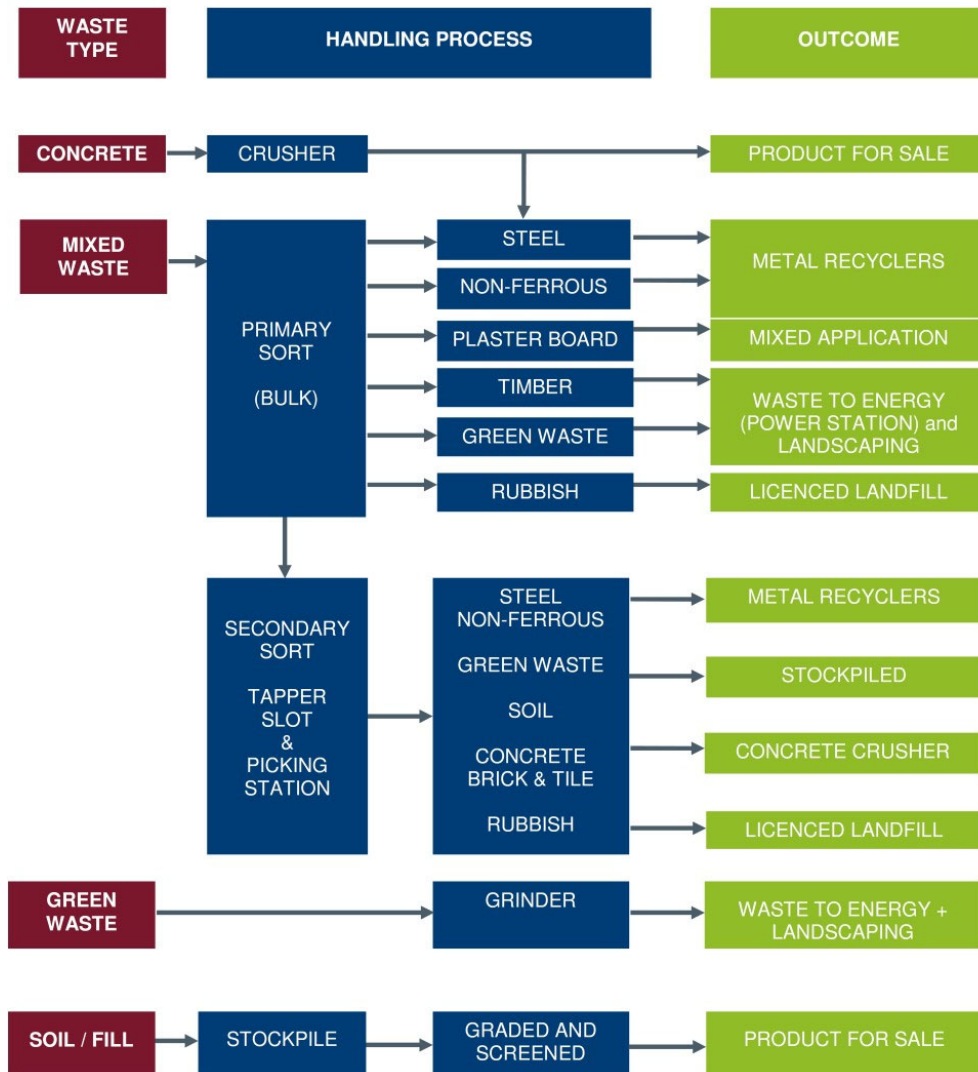 WASTE
TYPE
HANDLING PROCESS
OUTCOME
CONCRETE
CRUSHER
PRODUCT FOR SALE
MIXED
WASTE
PRIMARY
SORT
(BULK)
STEEL
NON-FERROUS
PLASTER BOARD
TIMBER
GREEN WASTE
RUBBISH
METAL RECYCLERS
MIXED APPLICATION
WASTE TO ENERGY
(POWER STATION) and
LANDSCAPING
LICENCED LANDFILL
SECONDARY
SORT
TAPPER
SLOT
&
PICKING
STATION
STEEL
NON-FERROUS
GREEN WASTE
SOIL
CONCRETE
BRICK & TILE
RUBBISH
METAL RECYCLERS
STOCKPILED
CONCRETE CRUSHER
LICENCED LANDFILL
GREEN
WASTE
GRINDER
WASTE TO ENERGY +
LANDSCAPING
SOIL / FILL
STOCKPILE
GRADED AND
SCREENED
PRODUCT FOR SALE